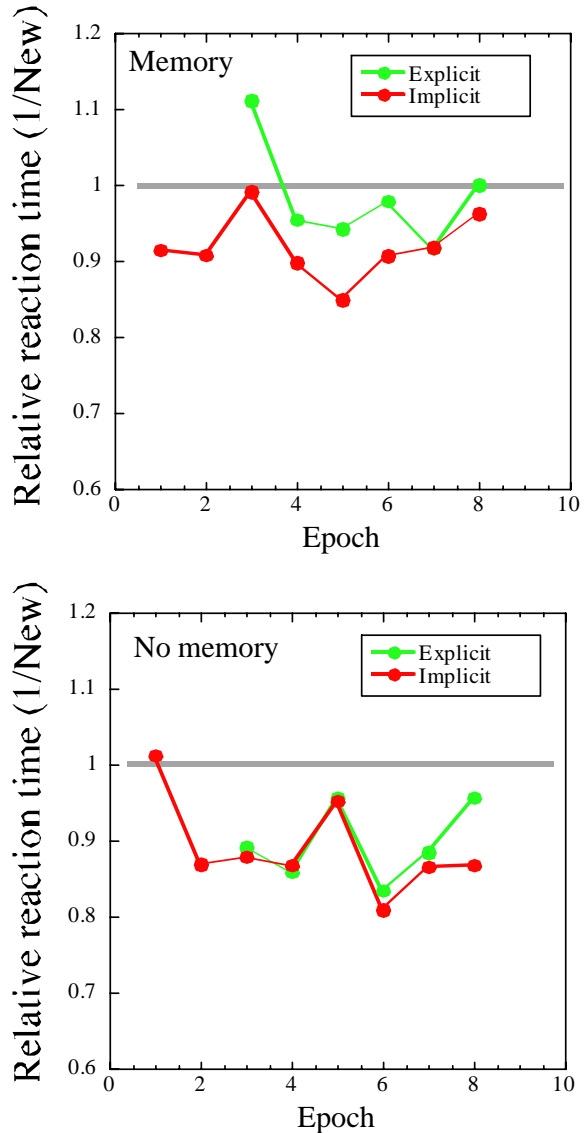 Memory
Explicit
Implicit
Relative reaction time (1/New)
1.2
1.1
1
0.9
0.8
0.7
0.6
0 2 4 6 8 10
Epoch
No memory
Explicit
Implicit
Relative reaction time (1/New)
1.2
1.1
1
0.9
0.8
0.7
0.6
0 2 4 6 8 10
Epoch